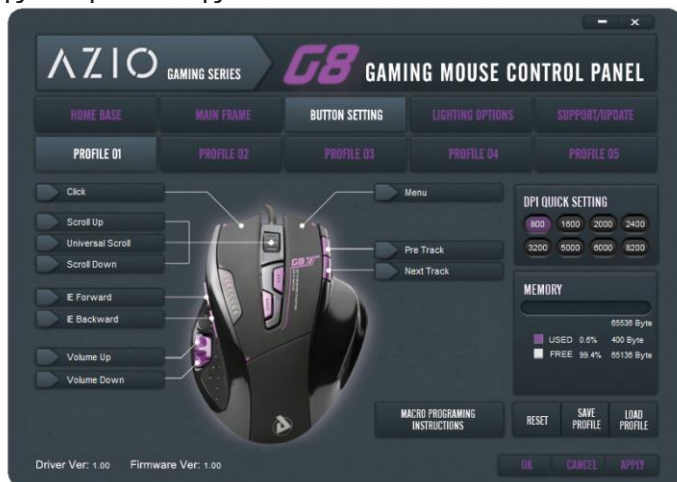 AZIO GAMING SERIES G8 GAMING MOUSE CONTROL PANEL
HOME BASE MAIN FRAME BUTTON SETTING LIGHTING OPTIONS SUPPORT/UPDATE
PROFILE 01 PROFILE 02 PROFILE 03 PROFILE 04 PROFILE 05
Click
Scroll Up
Universal Scroll
Scroll Down
IE Forward
IE Backward
Volume Up
Volume Down
Menu
Pre Track
Next Track
G8
DPI QUICK SETTING
800 1600 2000 2400
3200 5000 6000 8200
MEMORY
65536 Byte
USED 0.6% 400 Byte
FREE 99.4% 65136 Byte
MACRO PROGRAMING
INSTRUCTIONS
RESET
SAVE
PROFILE
LOAD
PROFILE
Driver Ver: 1.00 Firmware Ver: 1.00
OK CANCEL APPLY